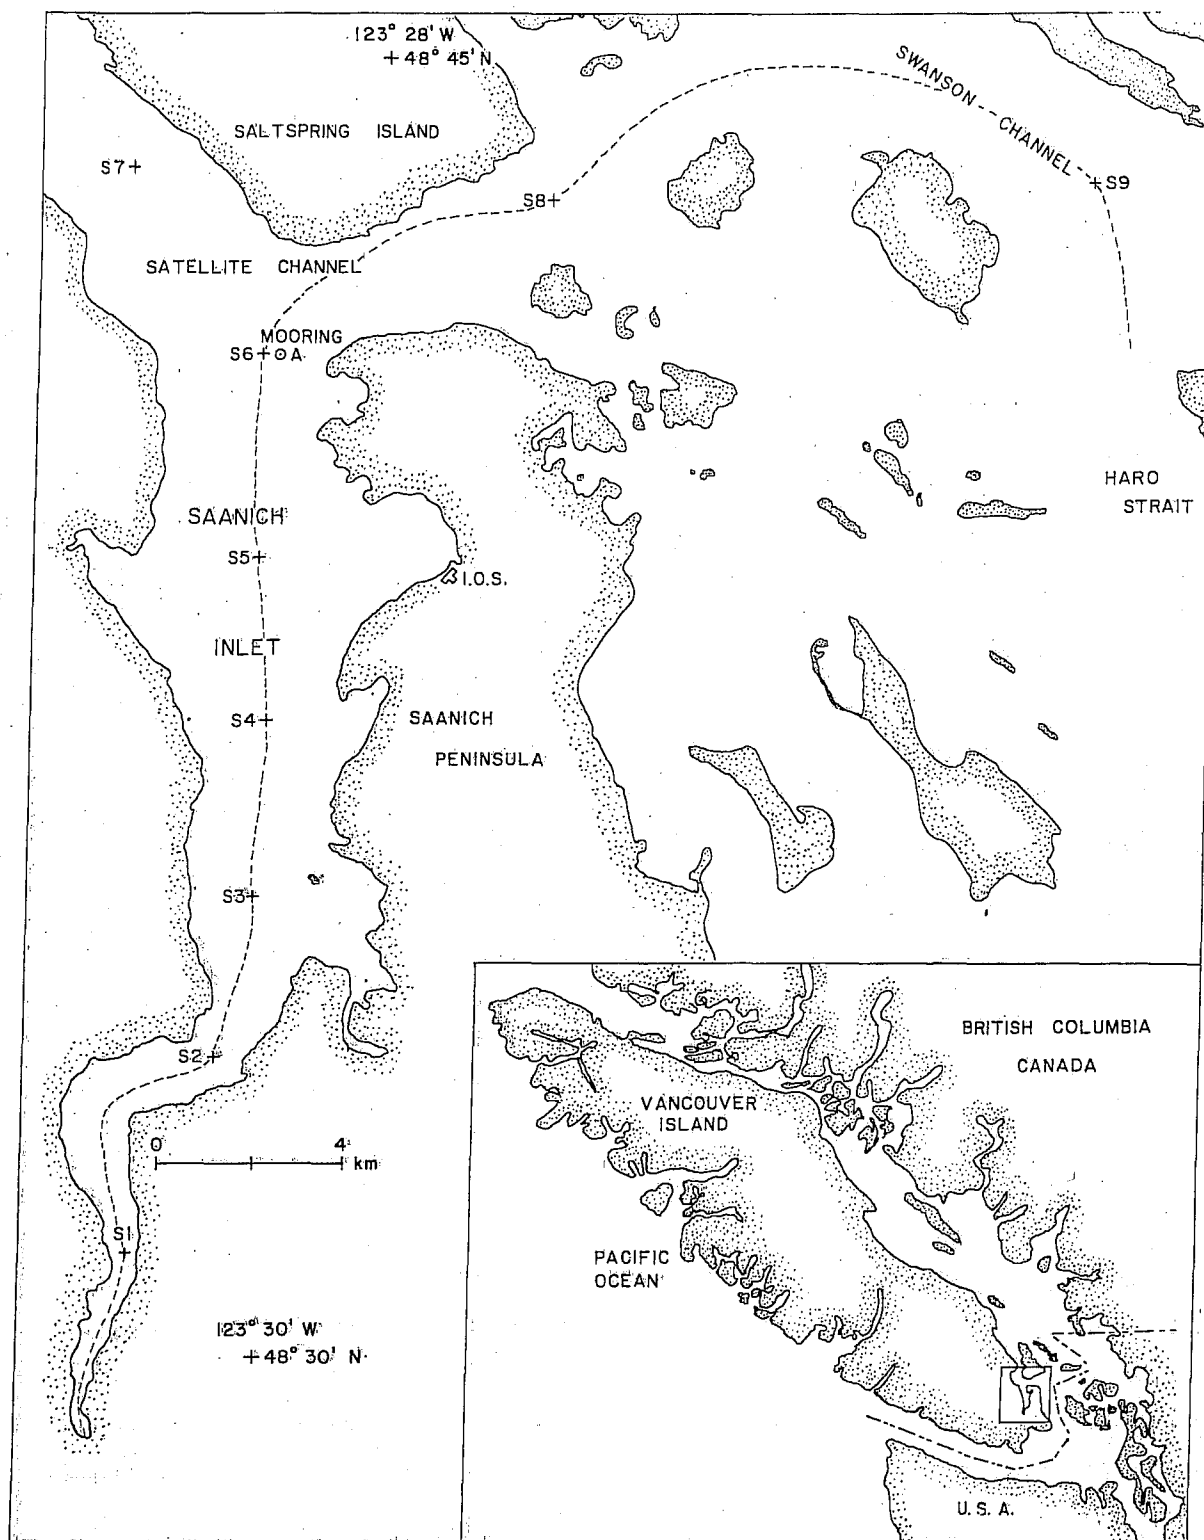 123° 28' W
+48° 45' N
SWANSON
CHANNEL
SALTSPRING ISLAND
S7+
+S9
S8+
SATELLITE CHANNEL
MOORING
S6+⊙A
HARO
STRAIT
SAANICH
S5+
I.O.S.
INLET
S4+
SAANICH
PENINSULA
S3+
S2+
0 4
km
S1
+
123° 30' W
+48° 30' N
BRITISH COLUMBIA
CANADA
VANCOUVER
ISLAND
PACIFIC
OCEAN
U.S.A.